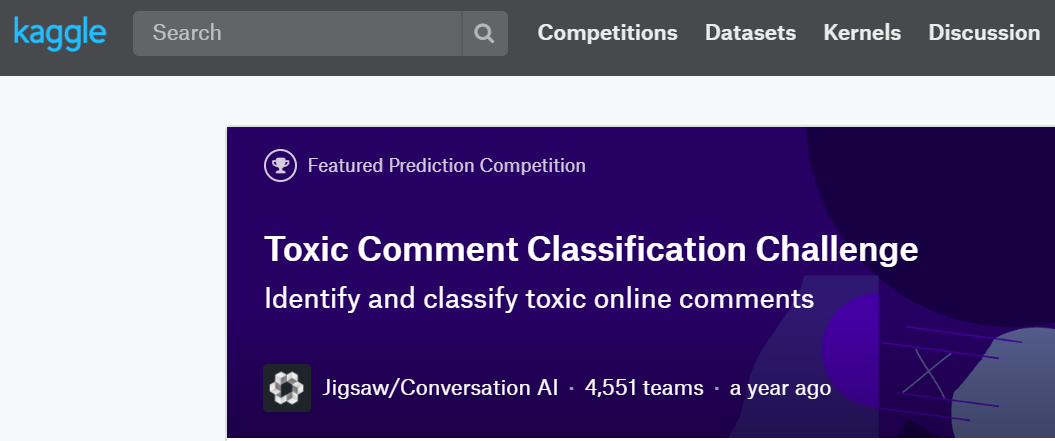 kaggle Search Competitions Datasets Kernels Discussion
Featured Prediction Competition
Toxic Comment Classification Challenge
Identify and classify toxic online comments
Jigsaw/Conversation AI · 4,551 teams · a year ago